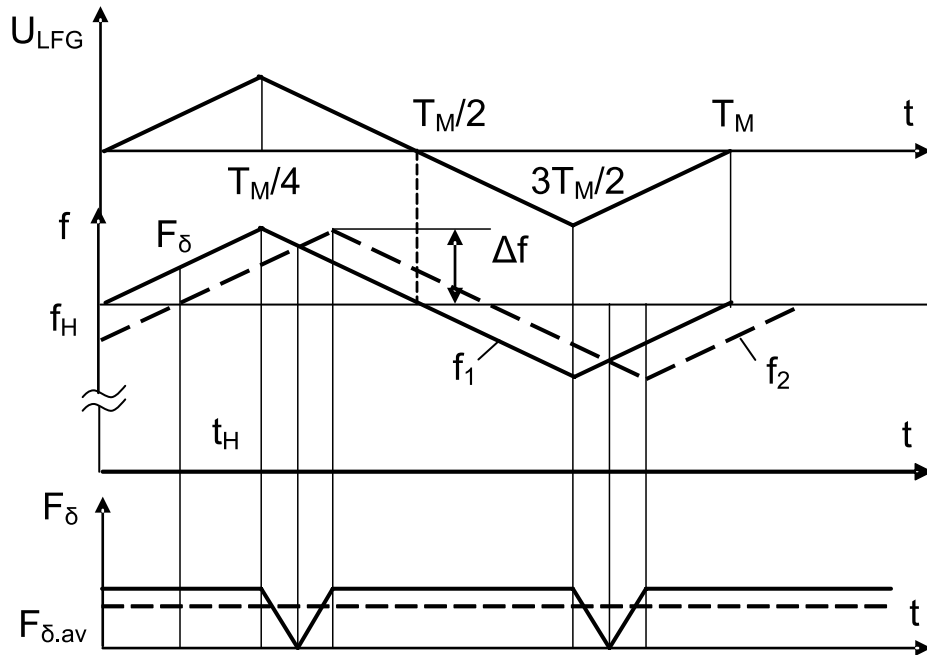 U_LFG
T_M/2
T_M
t
T_M/4
3T_M/2
f
F_δ
Δf
f_H
f_1
f_2
t_H
t
F_δ
F_δ.av
t